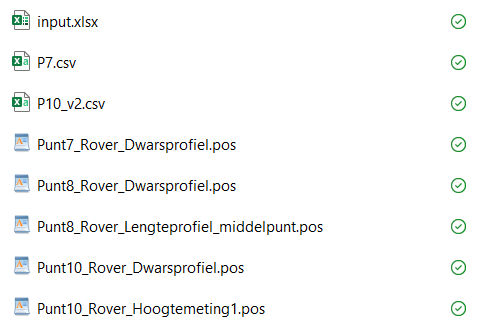 input.xlsx
P7.csv
P10_v2.csv
Punt7_Rover_Dwarsprofiel.pos
Punt8_Rover_Dwarsprofiel.pos
Punt8_Rover_Lengteprofiel_middelpunt.pos
Punt10_Rover_Dwarsprofiel.pos
Punt10_Rover_Hoogtemeting1.pos